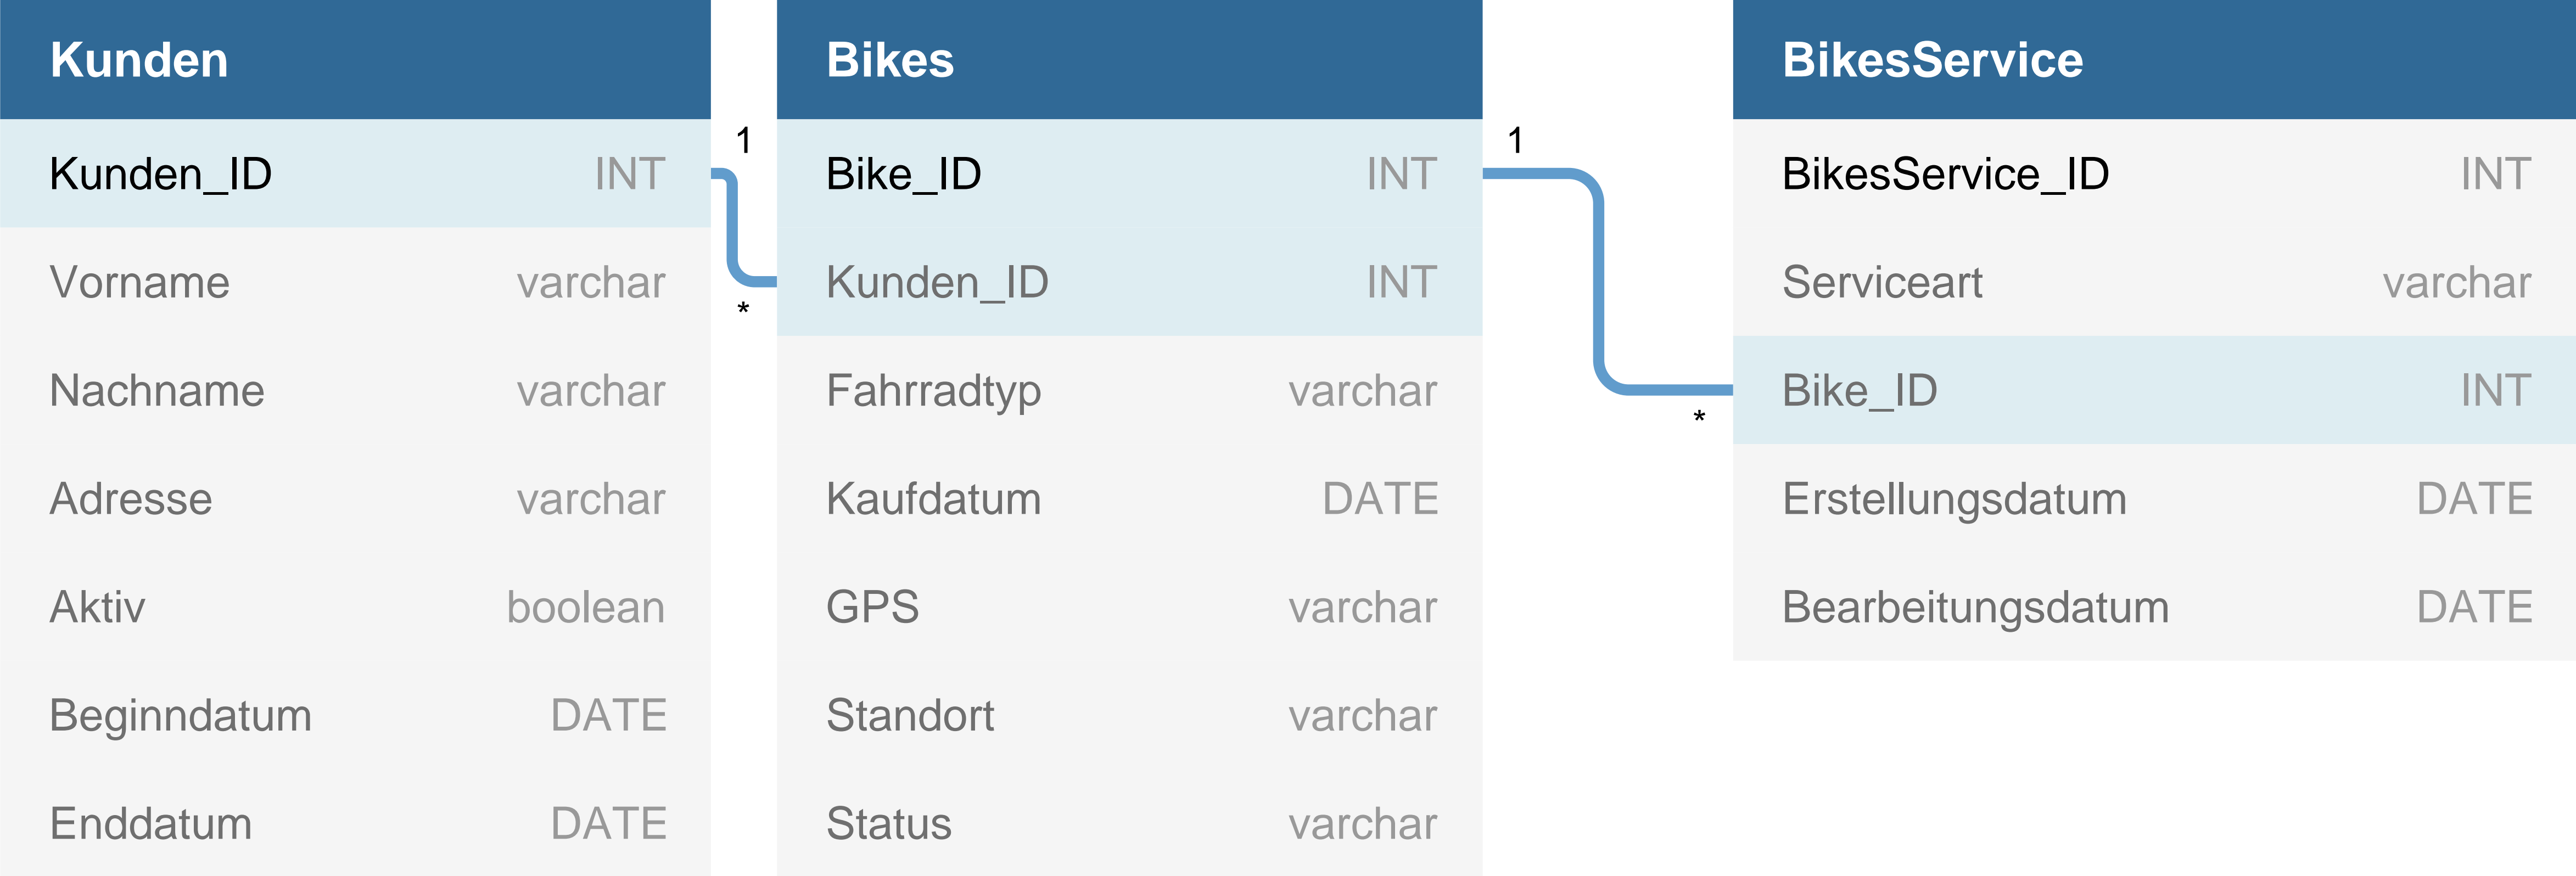 Kunden
Kunden_ID INT
Vorname varchar
Nachname varchar
Adresse varchar
Aktiv boolean
Beginndatum DATE
Enddatum DATE
1
*
Bikes
Bike_ID INT
Kunden_ID INT
Fahrradtyp varchar
Kaufdatum DATE
GPS varchar
Standort varchar
Status varchar
1
*
BikesService
BikesService_ID INT
Serviceart varchar
Bike_ID INT
Erstellungsdatum DATE
Bearbeitungsdatum DATE